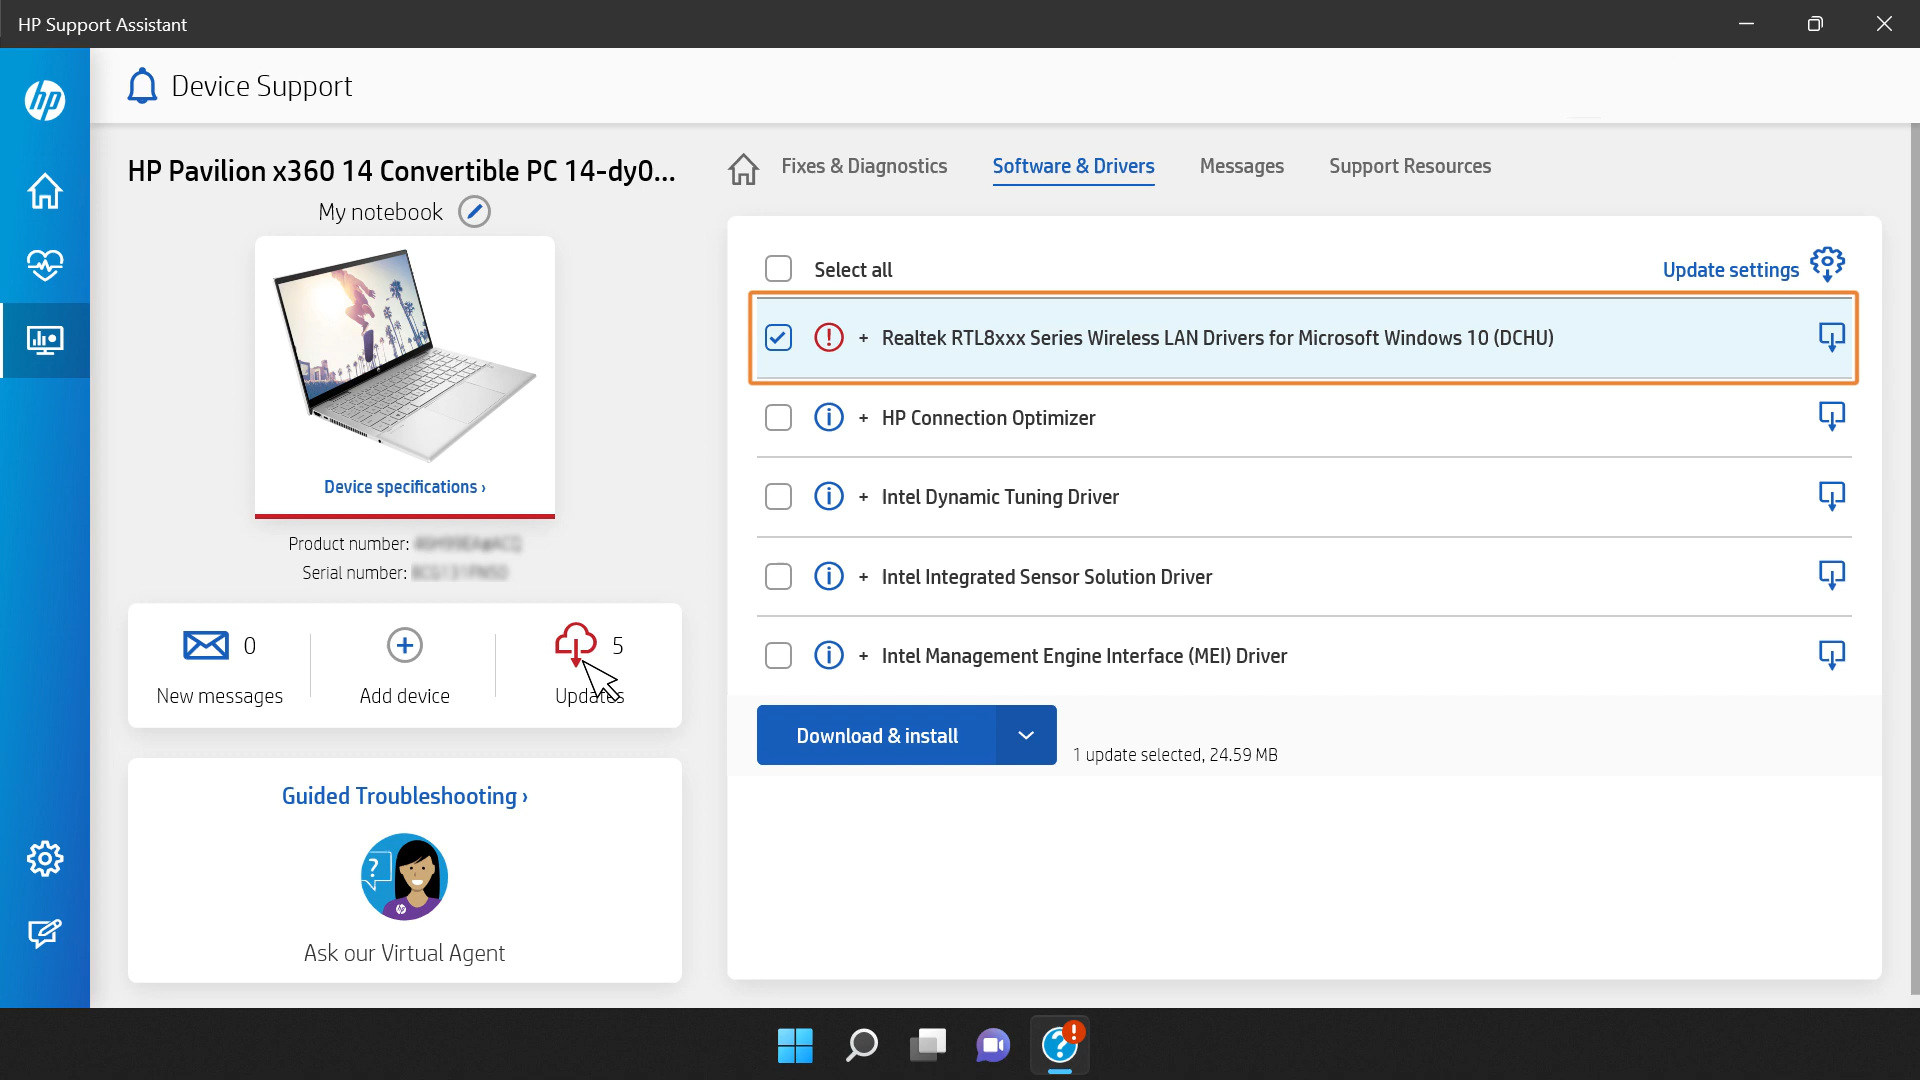 HP Support Assistant
hp
Device Support
HP Pavilion x360 14 Convertible PC 14-dy0...
My notebook
Device specifications ›
Product number:
Serial number:
0
New messages
Add device
5
Updates
Guided Troubleshooting ›
?
hp
Ask our Virtual Agent
Fixes & Diagnostics
Software & Drivers
Messages
Support Resources
Select all
Update settings
! + Realtek RTL8xxx Series Wireless LAN Drivers for Microsoft Windows 10 (DCHU)
i + HP Connection Optimizer
i + Intel Dynamic Tuning Driver
i + Intel Integrated Sensor Solution Driver
i + Intel Management Engine Interface (MEI) Driver
Download & install
1 update selected, 24.59 MB
? !